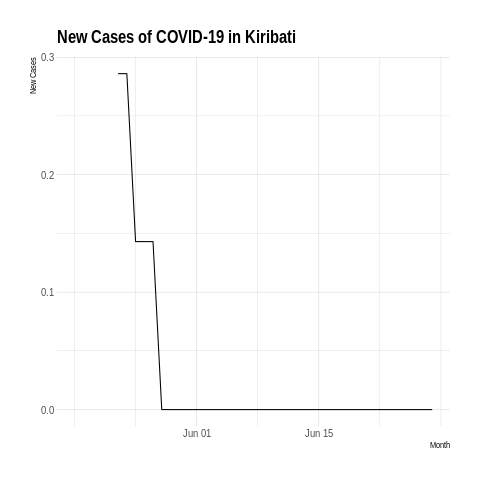 New Cases of COVID-19 in Kiribati
New Cases
0.3
0.2
0.1
0.0
Jun 01
Jun 15
Month